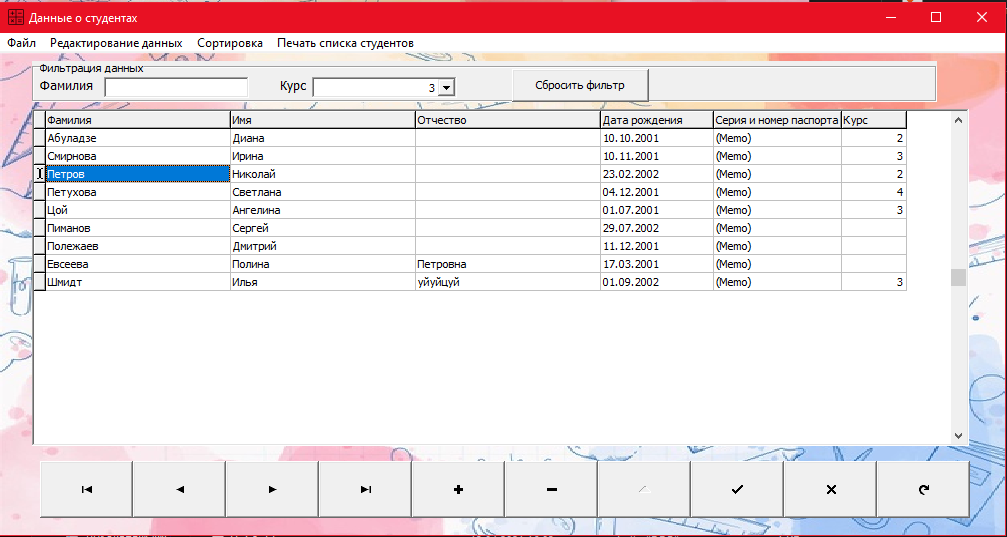 Данные о студентах
Файл Редактирование данных Сортировка Печать списка студентов
Фильтрация данных
Фамилия Курс 3 Сбросить фильтр
Фамилия Имя Отчество Дата рождения Серия и номер паспорта Курс
Абуладзе Диана 10.10.2001 (Memo) 2
Смирнова Ирина 10.11.2001 (Memo) 3
Петров Николай 23.02.2002 (Memo) 2
Петухова Светлана 04.12.2001 (Memo) 4
Цой Ангелина 01.07.2001 (Memo) 3
Пиманов Сергей 29.07.2002 (Memo)
Полежаев Дмитрий 11.12.2001 (Memo)
Евсеева Полина Петровна 17.03.2001 (Memo)
Шмидт Илья уйуйцуй 01.09.2002 (Memo) 3